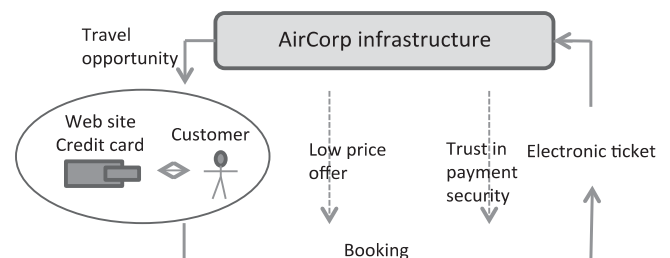 AirCorp infrastructure
Travel
opportunity
Web site
Credit card
Customer
Low price
offer
Trust in
payment
security
Electronic ticket
Booking